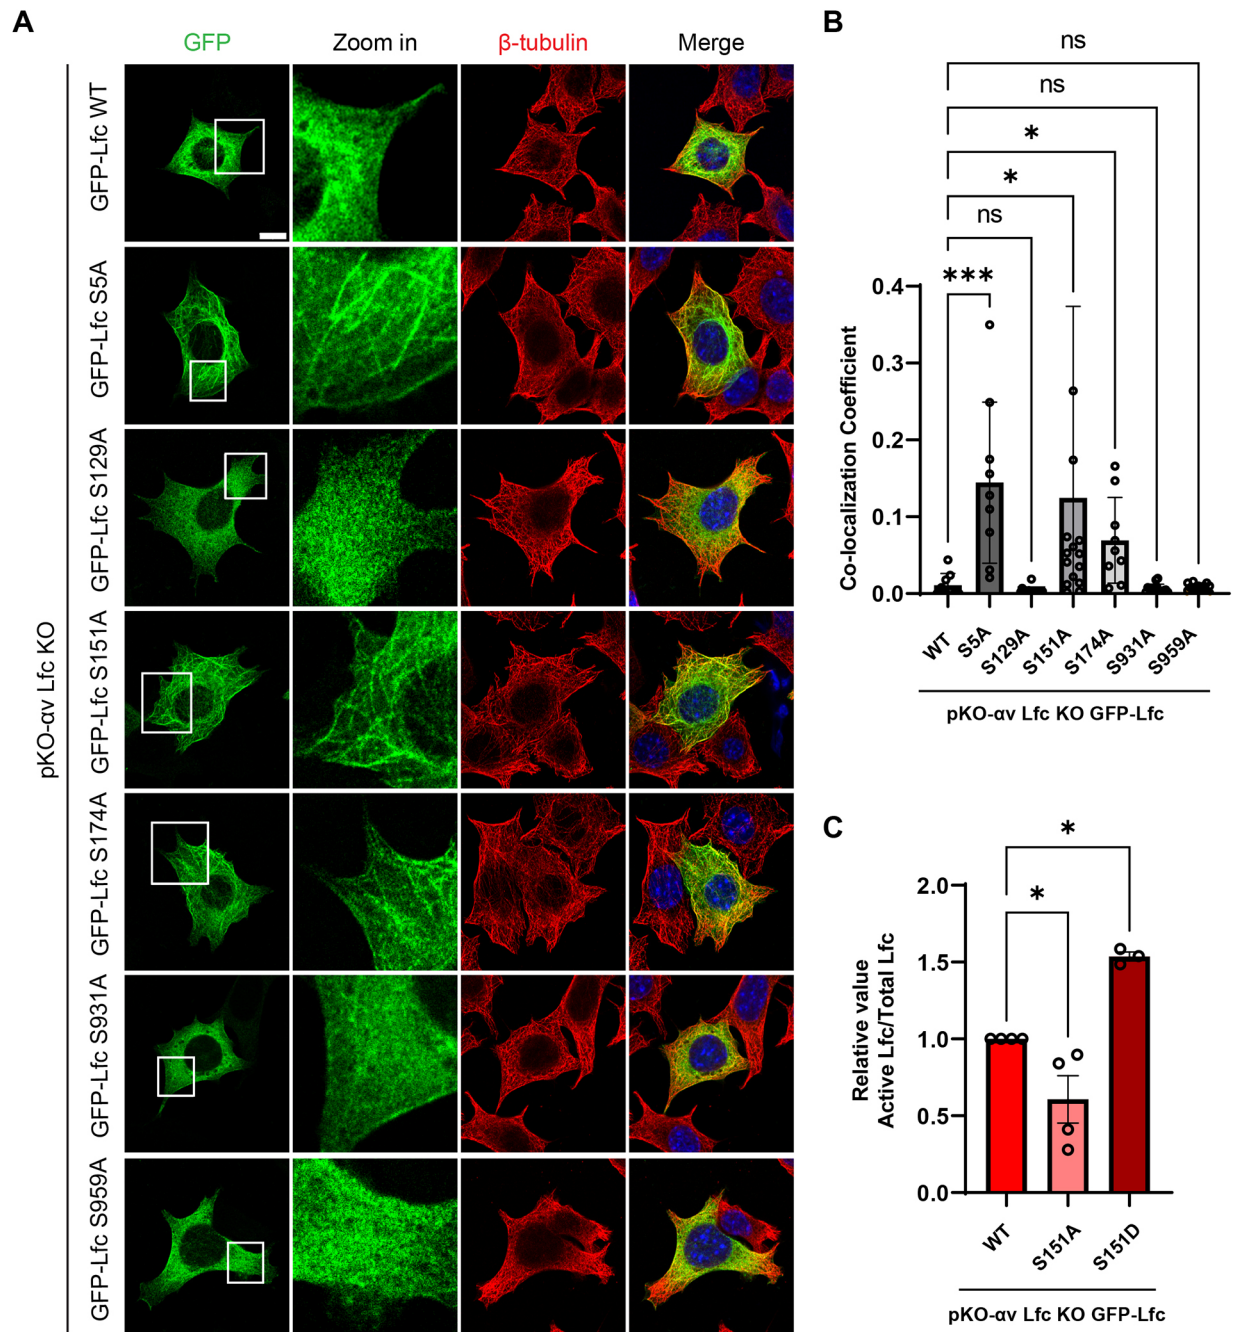 A
GFP
Zoom in
β-tubulin
Merge
pKO-αv Lfc KO
GFP-Lfc WT
GFP-Lfc S5A
GFP-Lfc S129A
GFP-Lfc S151A
GFP-Lfc S174A
GFP-Lfc S931A
GFP-Lfc S959A
B
ns
ns
*
*
ns
***
Co-localization Coefficient
0.4
0.3
0.2
0.1
0.0
WT
S5A
S129A
S151A
S174A
S931A
S959A
pKO-αv Lfc KO GFP-Lfc
C
*
*
Relative value
Active Lfc/Total Lfc
2.0
1.5
1.0
0.5
0.0
WT
S151A
S151D
pKO-αv Lfc KO GFP-Lfc